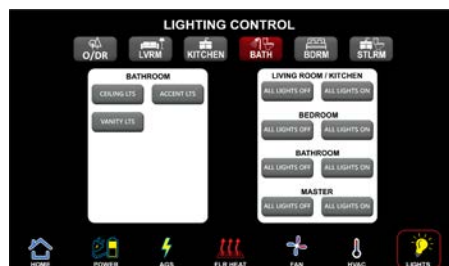 LIGHTING CONTROL
O/DR
LVRM
KITCHEN
BATH
BDRM
STLRM
BATHROOM
CEILING LTS
ACCENT LTS
VANITY LTS
LIVING ROOM / KITCHEN
ALL LIGHTS OFF
ALL LIGHTS ON
BEDROOM
ALL LIGHTS OFF
ALL LIGHTS ON
BATHROOM
ALL LIGHTS OFF
ALL LIGHTS ON
MASTER
ALL LIGHTS OFF
ALL LIGHTS ON
HOME
POWER
AGS
FLR HEAT
FAN
HVAC
LIGHTS